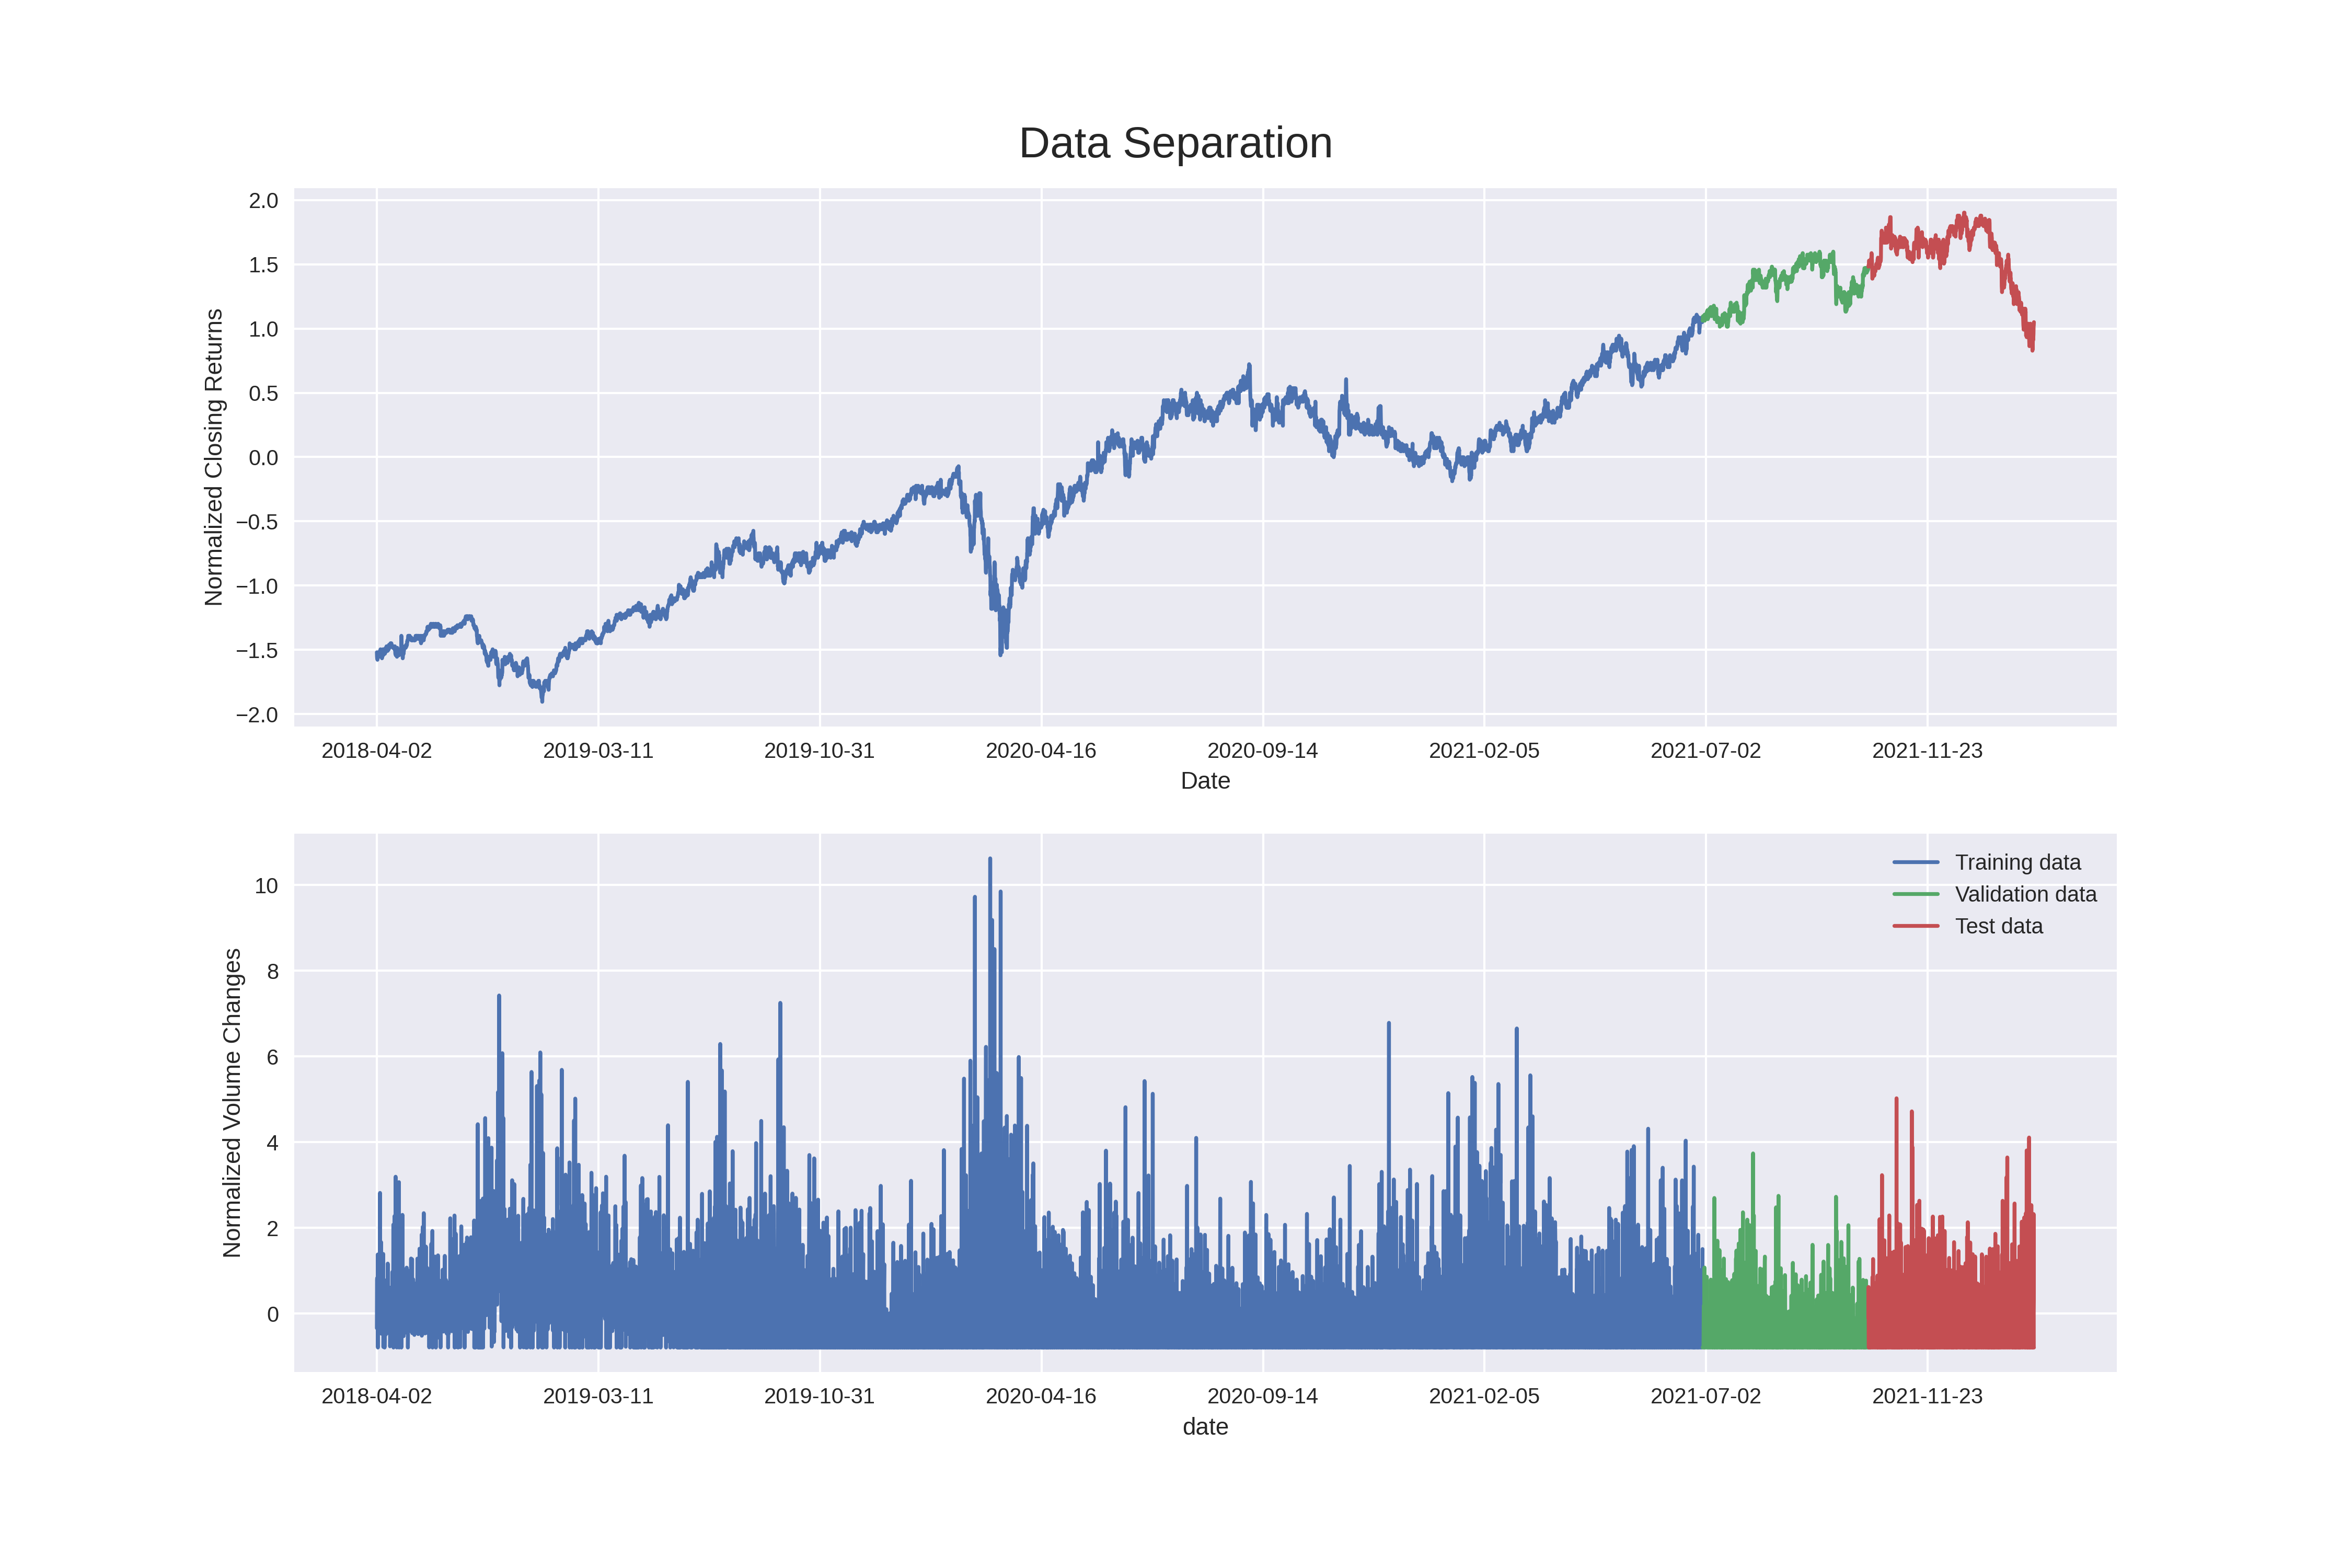 Data Separation
2.0
1.5
1.0
0.5
0.0
−0.5
−1.0
−1.5
−2.0
Normalized Closing Returns
2018-04-02 2019-03-11 2019-10-31 2020-04-16 2020-09-14 2021-02-05 2021-07-02 2021-11-23
Date
10
8
6
4
2
0
Normalized Volume Changes
Training data
Validation data
Test data
2018-04-02 2019-03-11 2019-10-31 2020-04-16 2020-09-14 2021-02-05 2021-07-02 2021-11-23
date